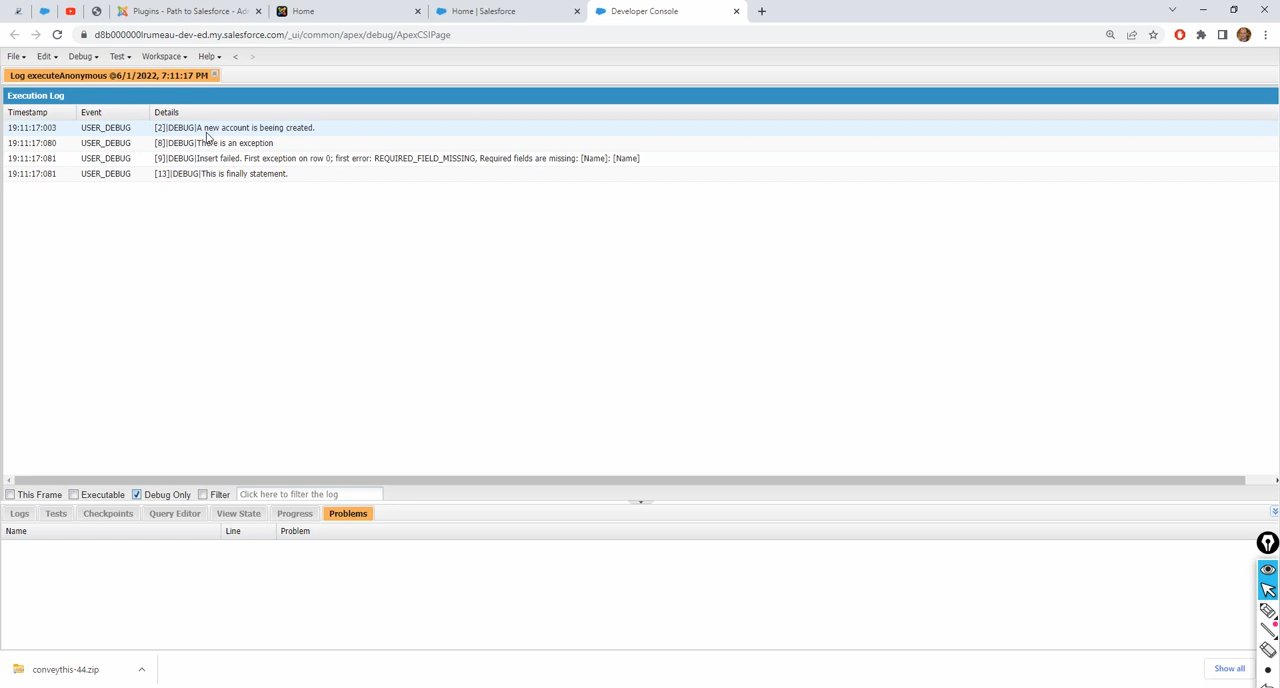 Plugins - Path to Salesforce - Ad
Home
Home | Salesforce
Developer Console
d8b000000lrumeau-dev-ed.my.salesforce.com/_ui/common/apex/debug/ApexCSIPage
File Edit Debug Test Workspace Help < >
Log executeAnonymous @6/1/2022, 7:11:17 PM
Execution Log
Timestamp Event Details
19:11:17:003 USER_DEBUG [2]|DEBUG|A new account is beeing created.
19:11:17:080 USER_DEBUG [8]|DEBUG|There is an exception
19:11:17:081 USER_DEBUG [9]|DEBUG|Insert failed. First exception on row 0; first error: REQUIRED_FIELD_MISSING, Required fields are missing: [Name]: [Name]
19:11:17:081 USER_DEBUG [13]|DEBUG|This is finally statement.
This Frame Executable Debug Only Filter Click here to filter the log
Logs Tests Checkpoints Query Editor View State Progress Problems
Name Line Problem
conveythis-44.zip
Show all